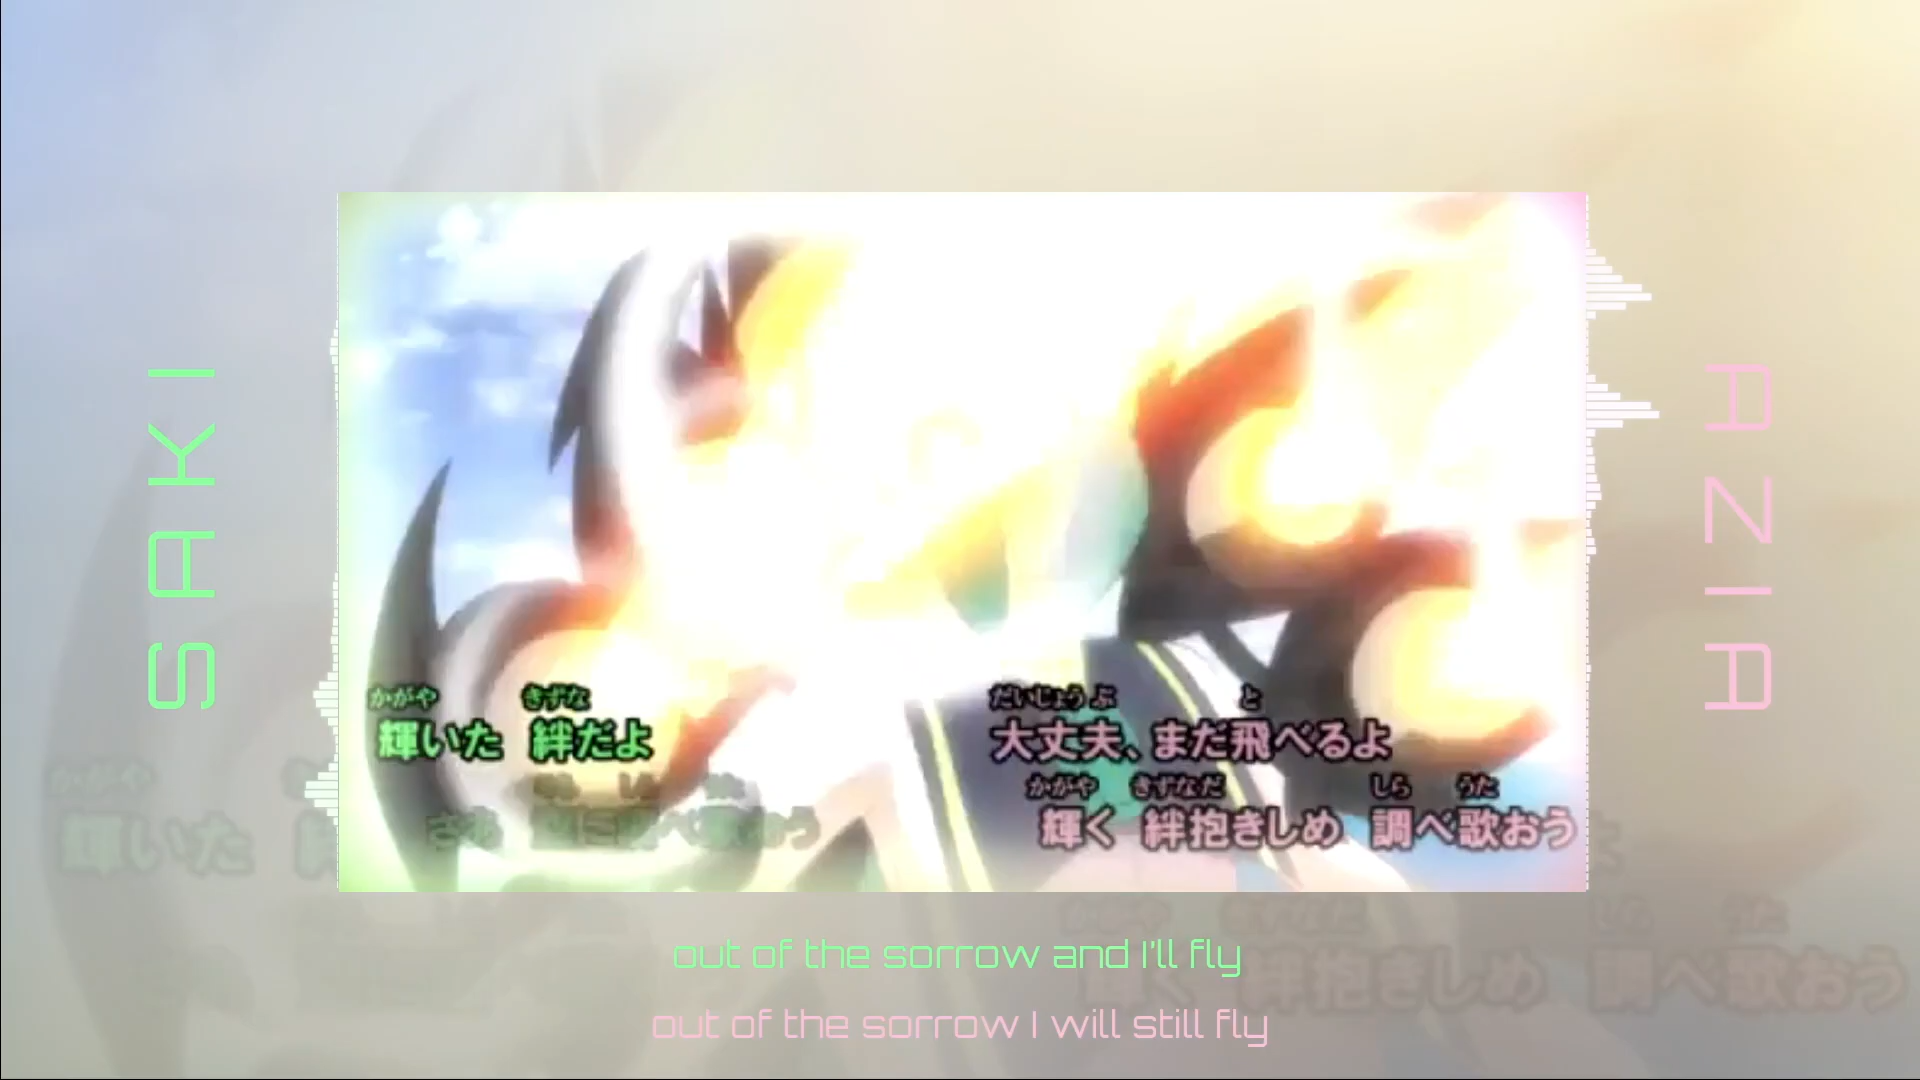 SAKI
AZIA
かがや きずな
輝いた 絆だよ
だいじょうぶ と
大丈夫、まだ飛べるよ
かがや きずなだ しら うた
輝く 絆抱きしめ 調べ歌おう
out of the sorrow and I'll fly
out of the sorrow I will still fly